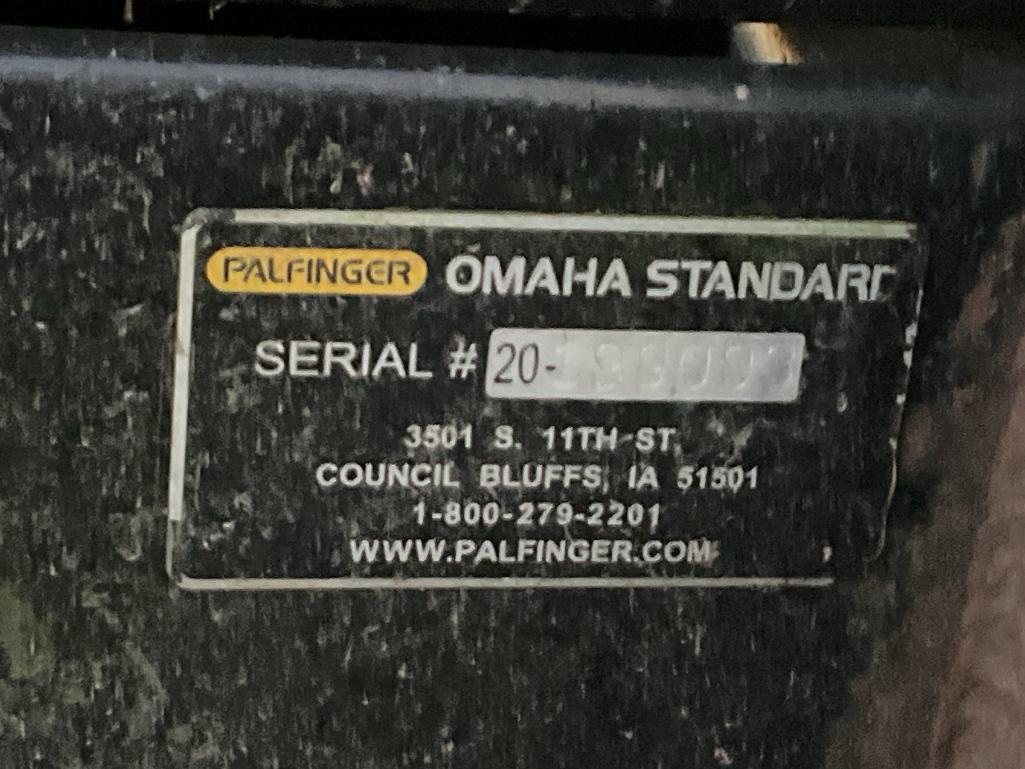 PALFINGER OMAHA STANDARD
SERIAL # 20-
3501 S. 11TH ST.
COUNCIL BLUFFS, IA 51501
1-800-279-2201
WWW.PALFINGER.COM